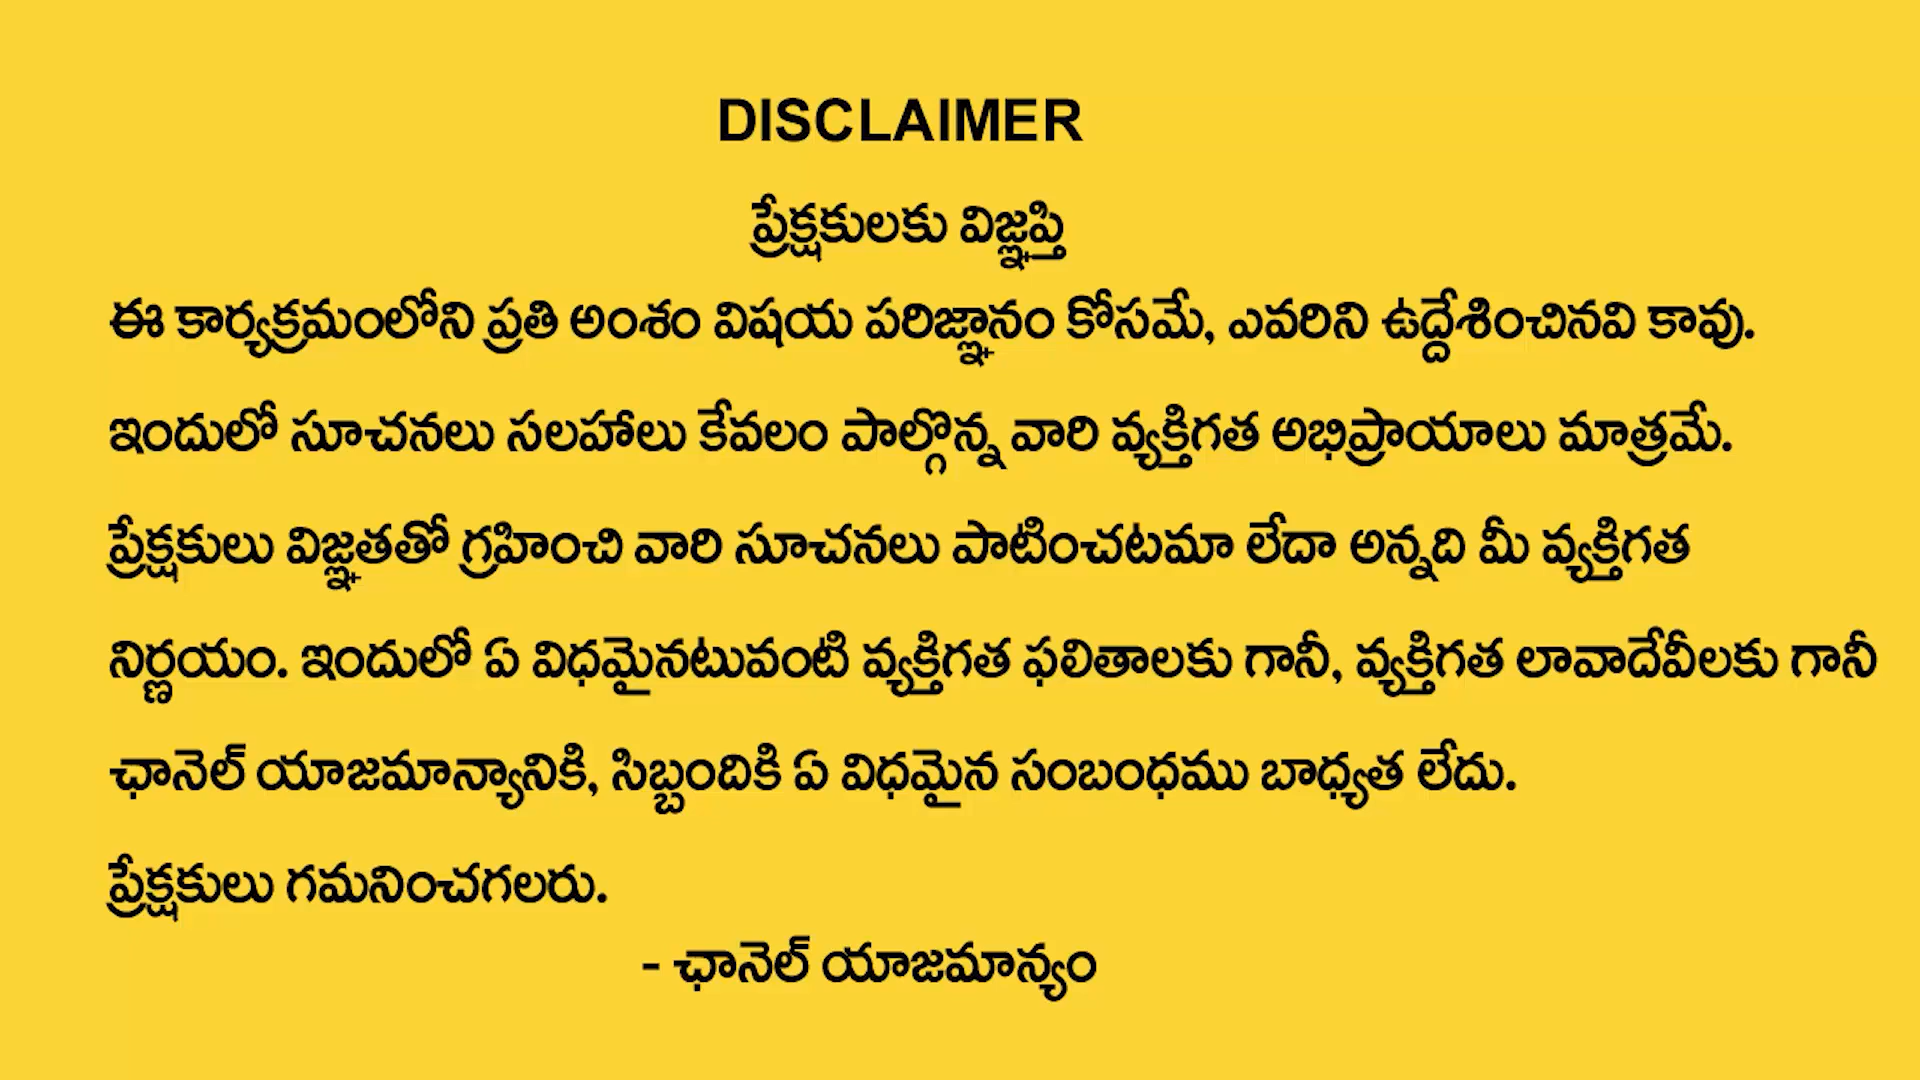 DISCLAIMER
ప్రేక్షకులకు విజ్ఞప్తి
ఈ కార్యక్రమంలోని ప్రతి అంశం విషయ పరిజ్ఞానం కోసమే, ఎవరిని ఉద్దేశించినవి కావు.
ఇందులో సూచనలు సలహాలు కేవలం పాల్గొన్న వారి వ్యక్తిగత అభిప్రాయాలు మాత్రమే.
ప్రేక్షకులు విజ్ఞతతో గ్రహించి వారి సూచనలు పాటించటమా లేదా అన్నది మీ వ్యక్తిగత
నిర్ణయం. ఇందులో ఏ విధమైనటువంటి వ్యక్తిగత ఫలితాలకు గానీ, వ్యక్తిగత లావాదేవీలకు గానీ
ఛానెల్ యాజమాన్యానికి, సిబ్బందికి ఏ విధమైన సంబంధము బాధ్యత లేదు.
ప్రేక్షకులు గమనించగలరు.
- ఛానెల్ యాజమాన్యం